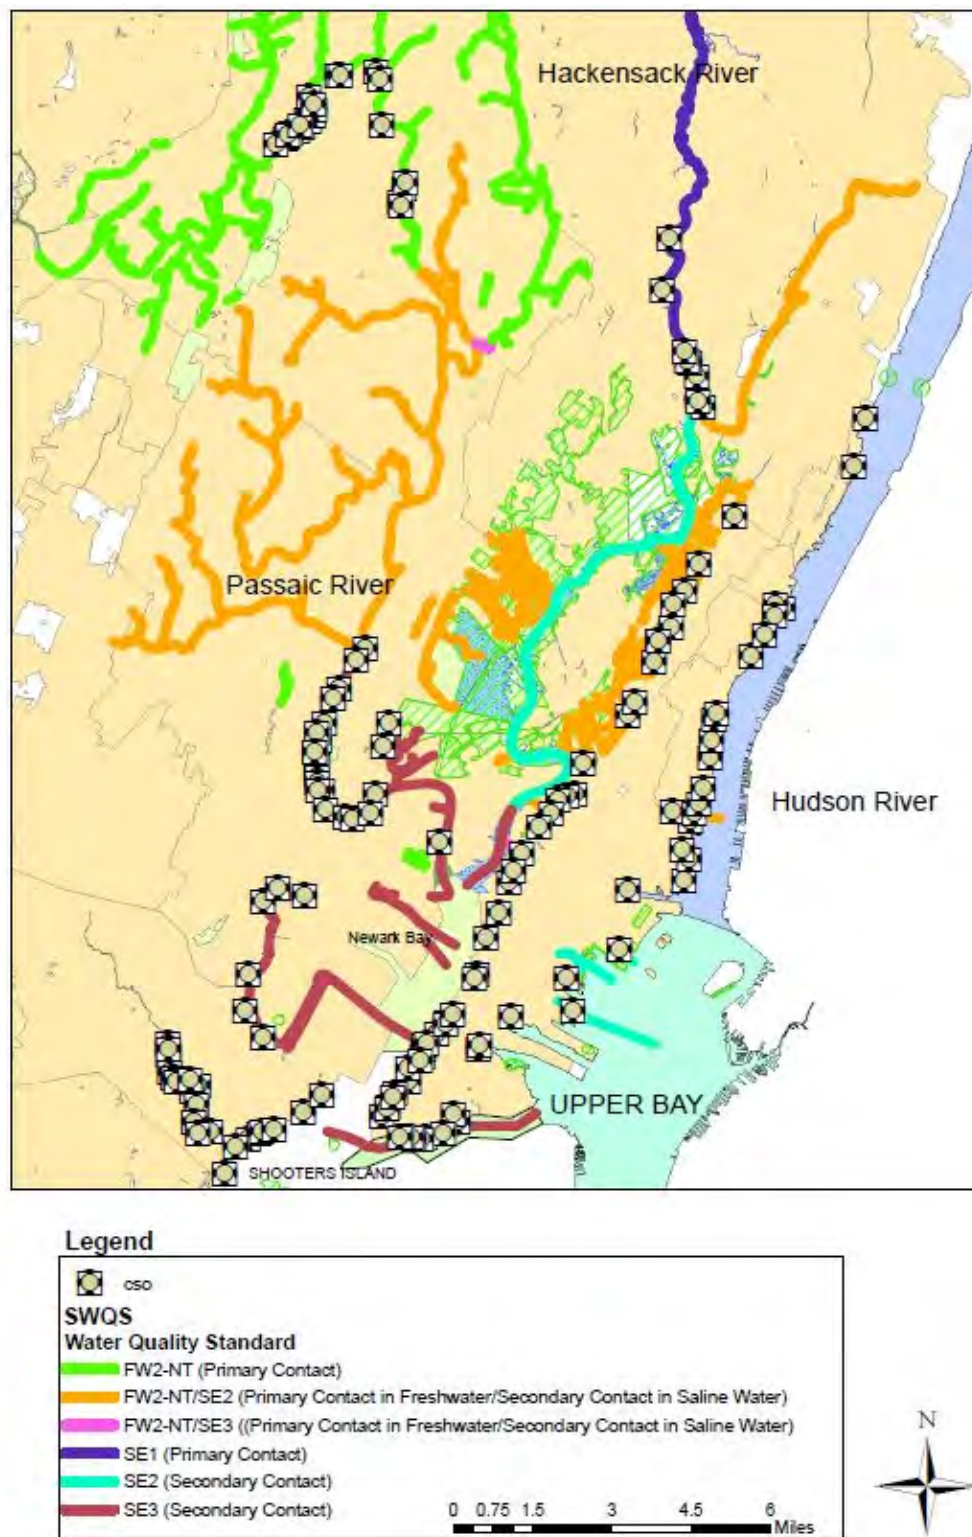 Hackensack River
Passaic River
Hudson River
Newark Bay
UPPER BAY
SHOOTERS ISLAND
Legend
cso
SWQS
Water Quality Standard
FW2-NT (Primary Contact)
FW2-NT/SE2 (Primary Contact in Freshwater/Secondary Contact in Saline Water)
FW2-NT/SE3 ((Primary Contact in Freshwater/Secondary Contact in Saline Water)
SE1 (Primary Contact)
SE2 (Secondary Contact)
SE3 (Secondary Contact)
0 0.75 1.5 3 4.5 6
Miles
N